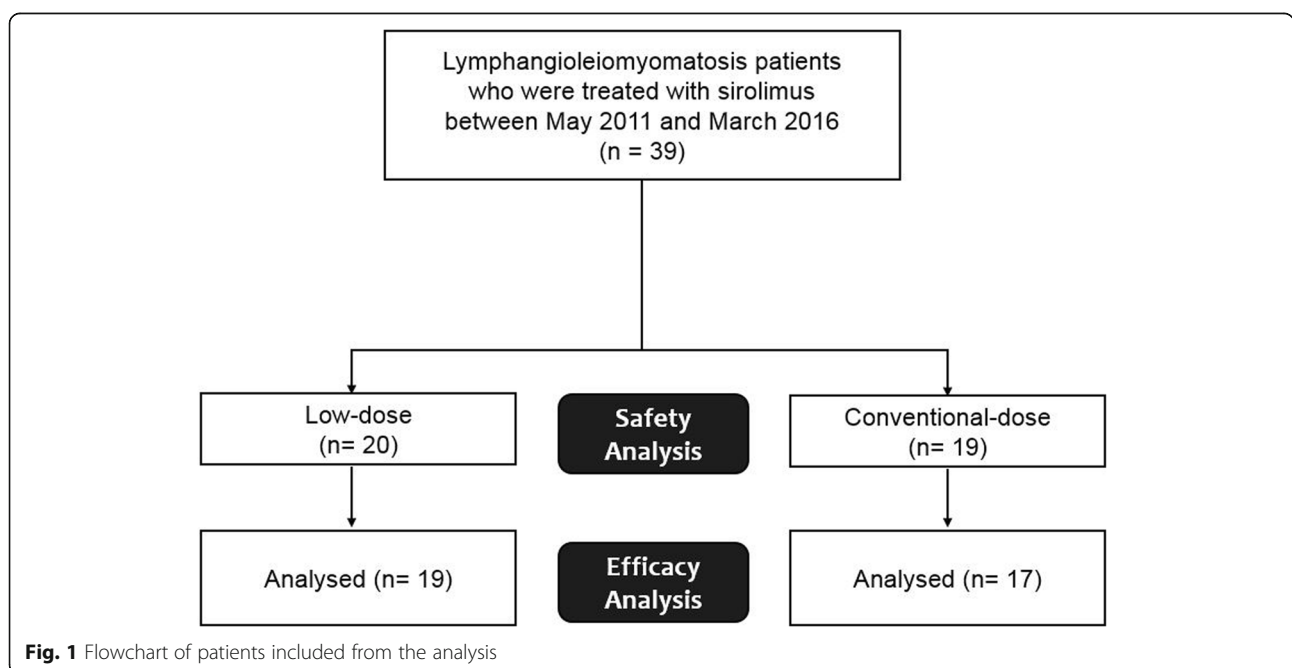 Lymphangioleiomyomatosis patients
who were treated with sirolimus
between May 2011 and March 2016
(n = 39)
Low-dose
(n= 20)
Safety
Analysis
Conventional-dose
(n= 19)
Analysed (n= 19)
Efficacy
Analysis
Analysed (n= 17)
Fig. 1 Flowchart of patients included from the analysis